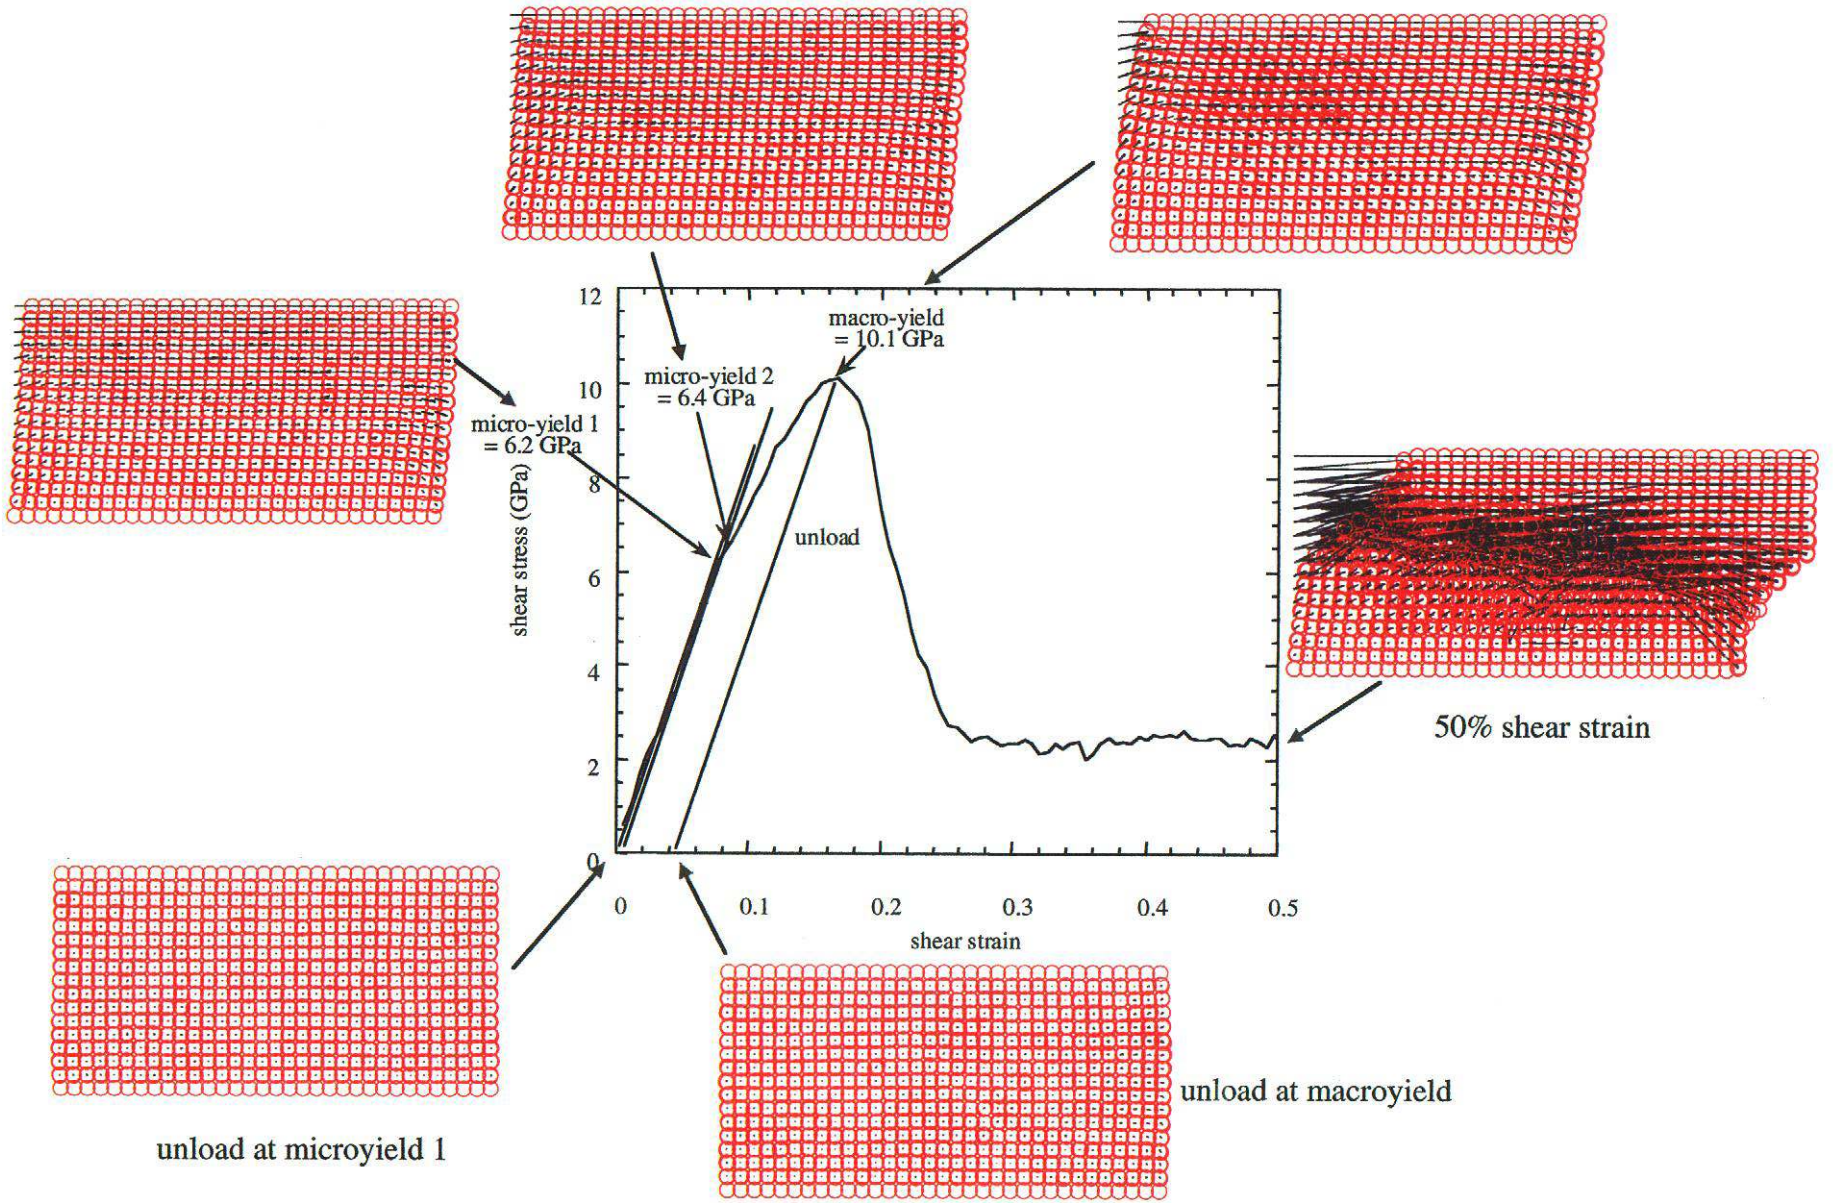 12
macro-yield
= 10.1 GPa
10
micro-yield 2
= 6.4 GPa
micro-yield 1
= 6.2 GPa
8
unload
6
shear stress (GPa)
4
50% shear strain
2
0
0 0.1 0.2 0.3 0.4 0.5
shear strain
unload at macroyield
unload at microyield 1